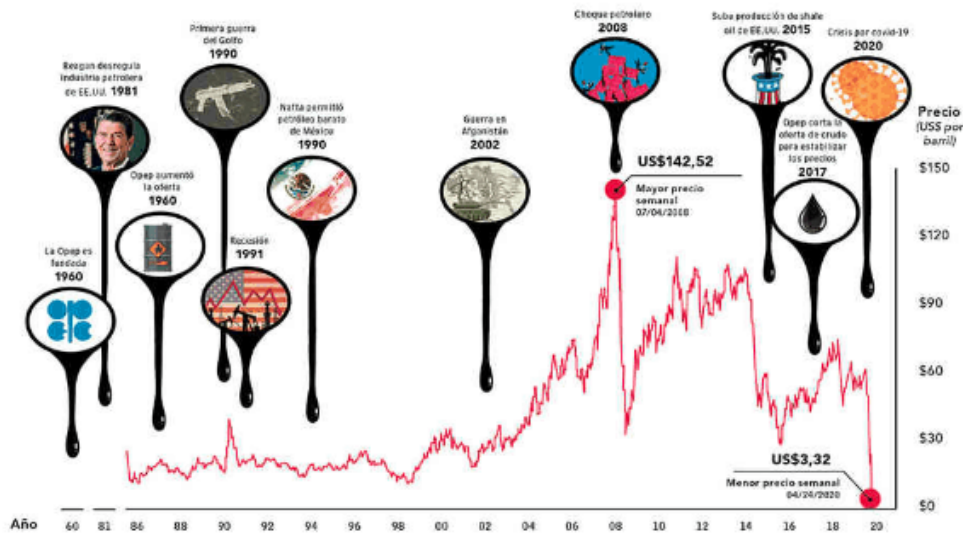 La Opep es
fundada
1960
Reagan desregula
industria petrolera
de EE.UU. 1981
Opep aumentó
la oferta
1960
Primera guerra
del Golfo
1990
Recesión
1991
Nafta permitió
petróleo barato
de México
1990
Guerra en
Afganistán
2002
Choque petrolero
2008
Suba producción de shale
oil de EE.UU. 2015
Opep corta la
oferta de crudo
para estabilizar
los precios
2017
Crisis por covid-19
2020
Precio
(US$ por
barril)
$150
$120
$90
$60
$30
$0
US$142,52
Mayor precio
semanal
07/04/2008
US$3,32
Menor precio semanal
04/24/2020
Año 60 81 86 88 90 92 94 96 98 00 02 04 06 08 10 12 14 16 18 20